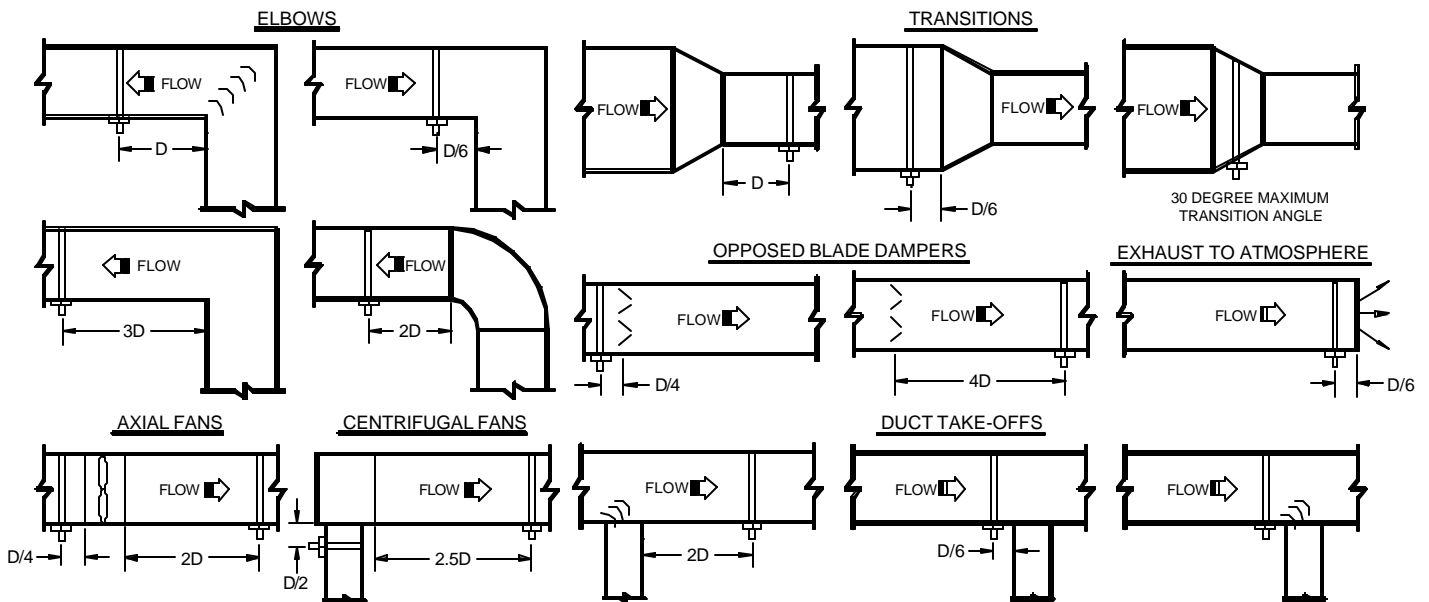 ELBOWS
TRANSITIONS
FLOW
FLOW
FLOW
FLOW
FLOW
D
D/6
D
D/6
30 DEGREE MAXIMUM
TRANSITION ANGLE
FLOW
FLOW
3D
2D
OPPOSED BLADE DAMPERS
EXHAUST TO ATMOSPHERE
FLOW
FLOW
FLOW
D/4
4D
D/6
AXIAL FANS
CENTRIFUGAL FANS
DUCT TAKE-OFFS
FLOW
FLOW
FLOW
FLOW
FLOW
D/4
2D
D/2
2.5D
2D
D/6